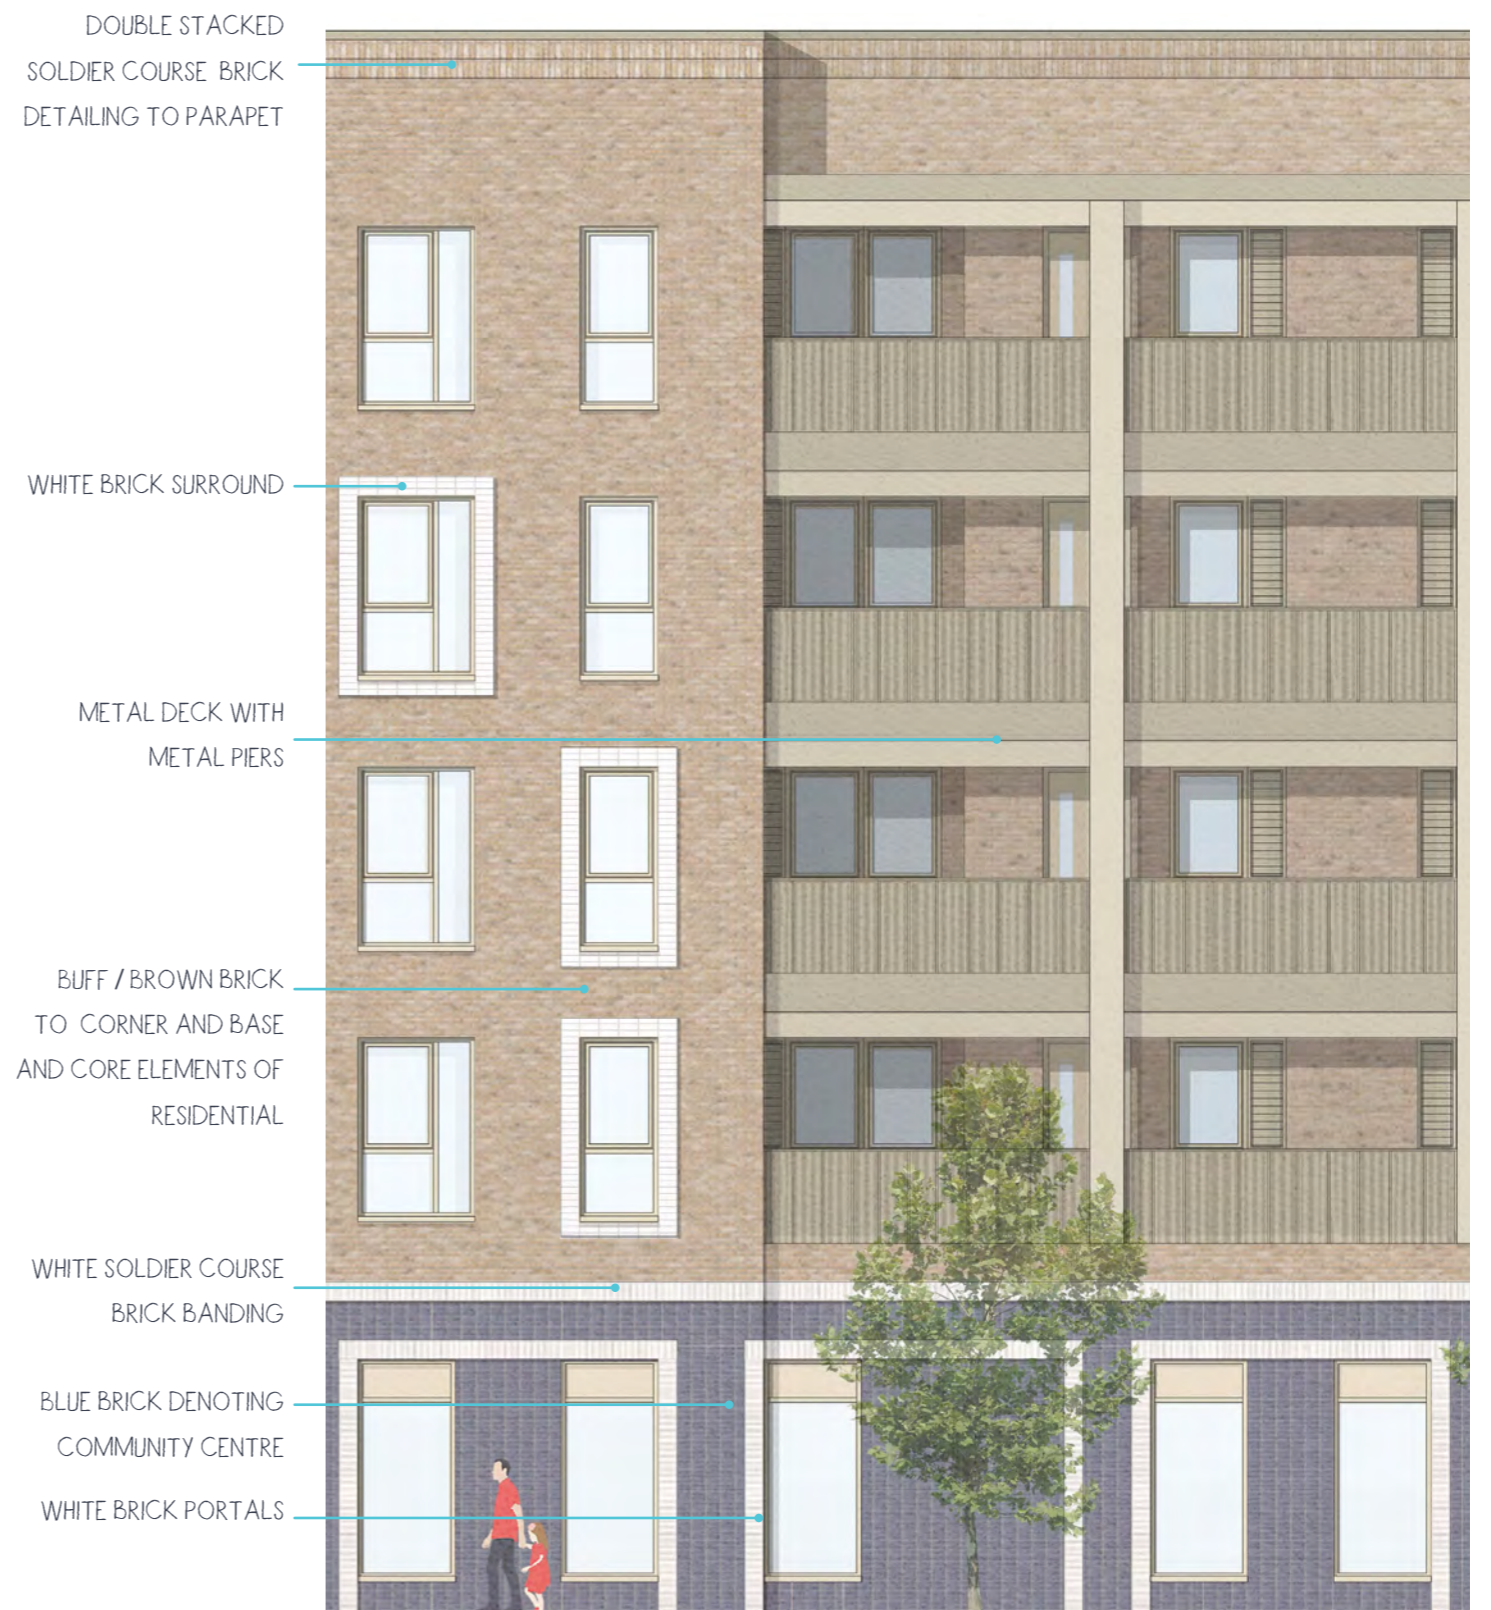 DOUBLE STACKED
SOLDIER COURSE BRICK
DETAILING TO PARAPET
WHITE BRICK SURROUND
METAL DECK WITH
METAL PIERS
BUFF / BROWN BRICK
TO CORNER AND BASE
AND CORE ELEMENTS OF
RESIDENTIAL
WHITE SOLDIER COURSE
BRICK BANDING
BLUE BRICK DENOTING
COMMUNITY CENTRE
WHITE BRICK PORTALS